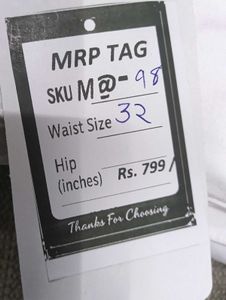 MRP TAG
SKU M@- 98
Waist Size 32
Hip
(inches) Rs. 799 /
Thanks For Choosing